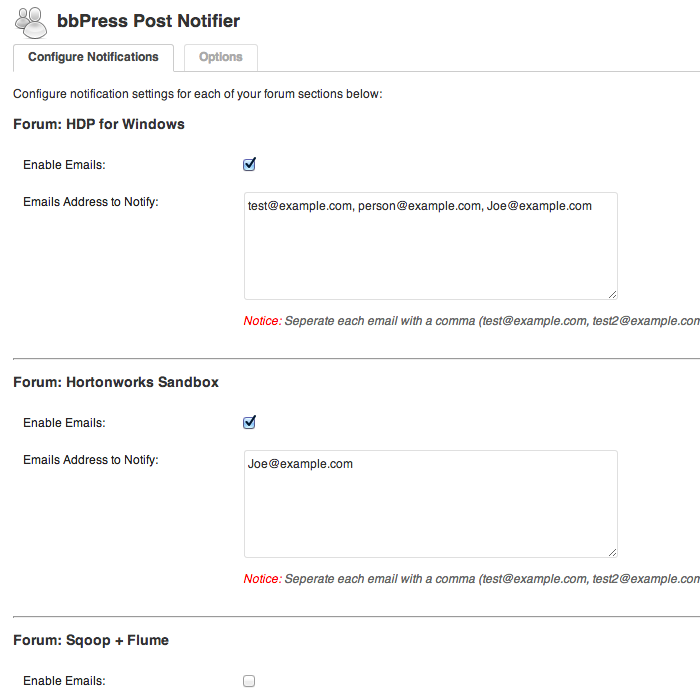 bbPress Post Notifier
Configure Notifications
Options
Configure notification settings for each of your forum sections below:
Forum: HDP for Windows
Enable Emails:
Emails Address to Notify:
test@example.com, person@example.com, Joe@example.com
Notice: Seperate each email with a comma (test@example.com, test2@example.com
Forum: Hortonworks Sandbox
Enable Emails:
Emails Address to Notify:
Joe@example.com
Notice: Seperate each email with a comma (test@example.com, test2@example.com
Forum: Sqoop + Flume
Enable Emails: